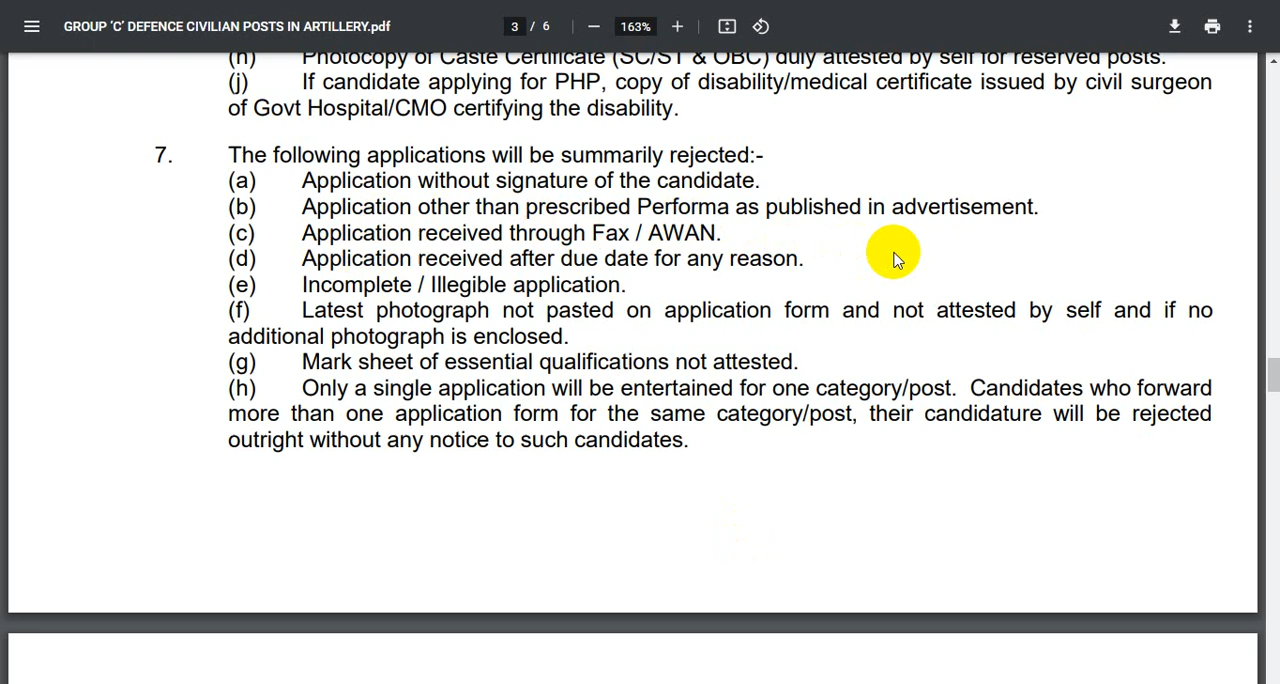 GROUP ‘C’ DEFENCE CIVILIAN POSTS IN ARTILLERY.pdf 3 / 6 163%
(h) Photocopy of Caste Certificate (SC/ST & OBC) duly attested by self for reserved posts.
(j) If candidate applying for PHP, copy of disability/medical certificate issued by civil surgeon
of Govt Hospital/CMO certifying the disability.
7. The following applications will be summarily rejected:-
(a) Application without signature of the candidate.
(b) Application other than prescribed Performa as published in advertisement.
(c) Application received through Fax / AWAN.
(d) Application received after due date for any reason.
(e) Incomplete / Illegible application.
(f) Latest photograph not pasted on application form and not attested by self and if no
additional photograph is enclosed.
(g) Mark sheet of essential qualifications not attested.
(h) Only a single application will be entertained for one category/post. Candidates who forward
more than one application form for the same category/post, their candidature will be rejected
outright without any notice to such candidates.